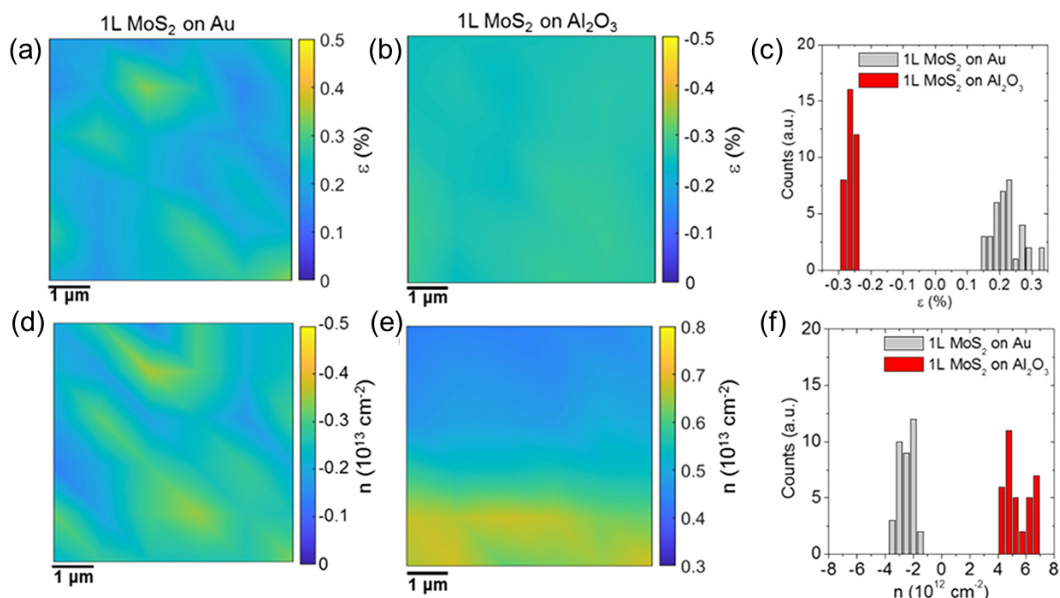 1L MoS₂ on Au
1L MoS₂ on Al₂O₃
(a)
0.5
0.4
0.3
0.2
0.1
0
ε (%)
1 µm
(b)
-0.5
-0.4
-0.3
-0.2
-0.1
0
ε (%)
1 µm
(c)
20
15
10
5
0
Counts (a.u.)
1L MoS₂ on Au
1L MoS₂ on Al₂O₃
-0.3 -0.2 -0.1 0.0 0.1 0.2 0.3
ε (%)
(d)
-0.5
-0.4
-0.3
-0.2
-0.1
0
n (10¹³ cm⁻²)
1 µm
(e)
0.8
0.7
0.6
0.5
0.4
0.3
n (10¹³ cm⁻²)
1 µm
(f)
20
15
10
5
0
Counts (a.u.)
1L MoS₂ on Au
1L MoS₂ on Al₂O₃
-8 -6 -4 -2 0 2 4 6 8
n (10¹² cm⁻²)